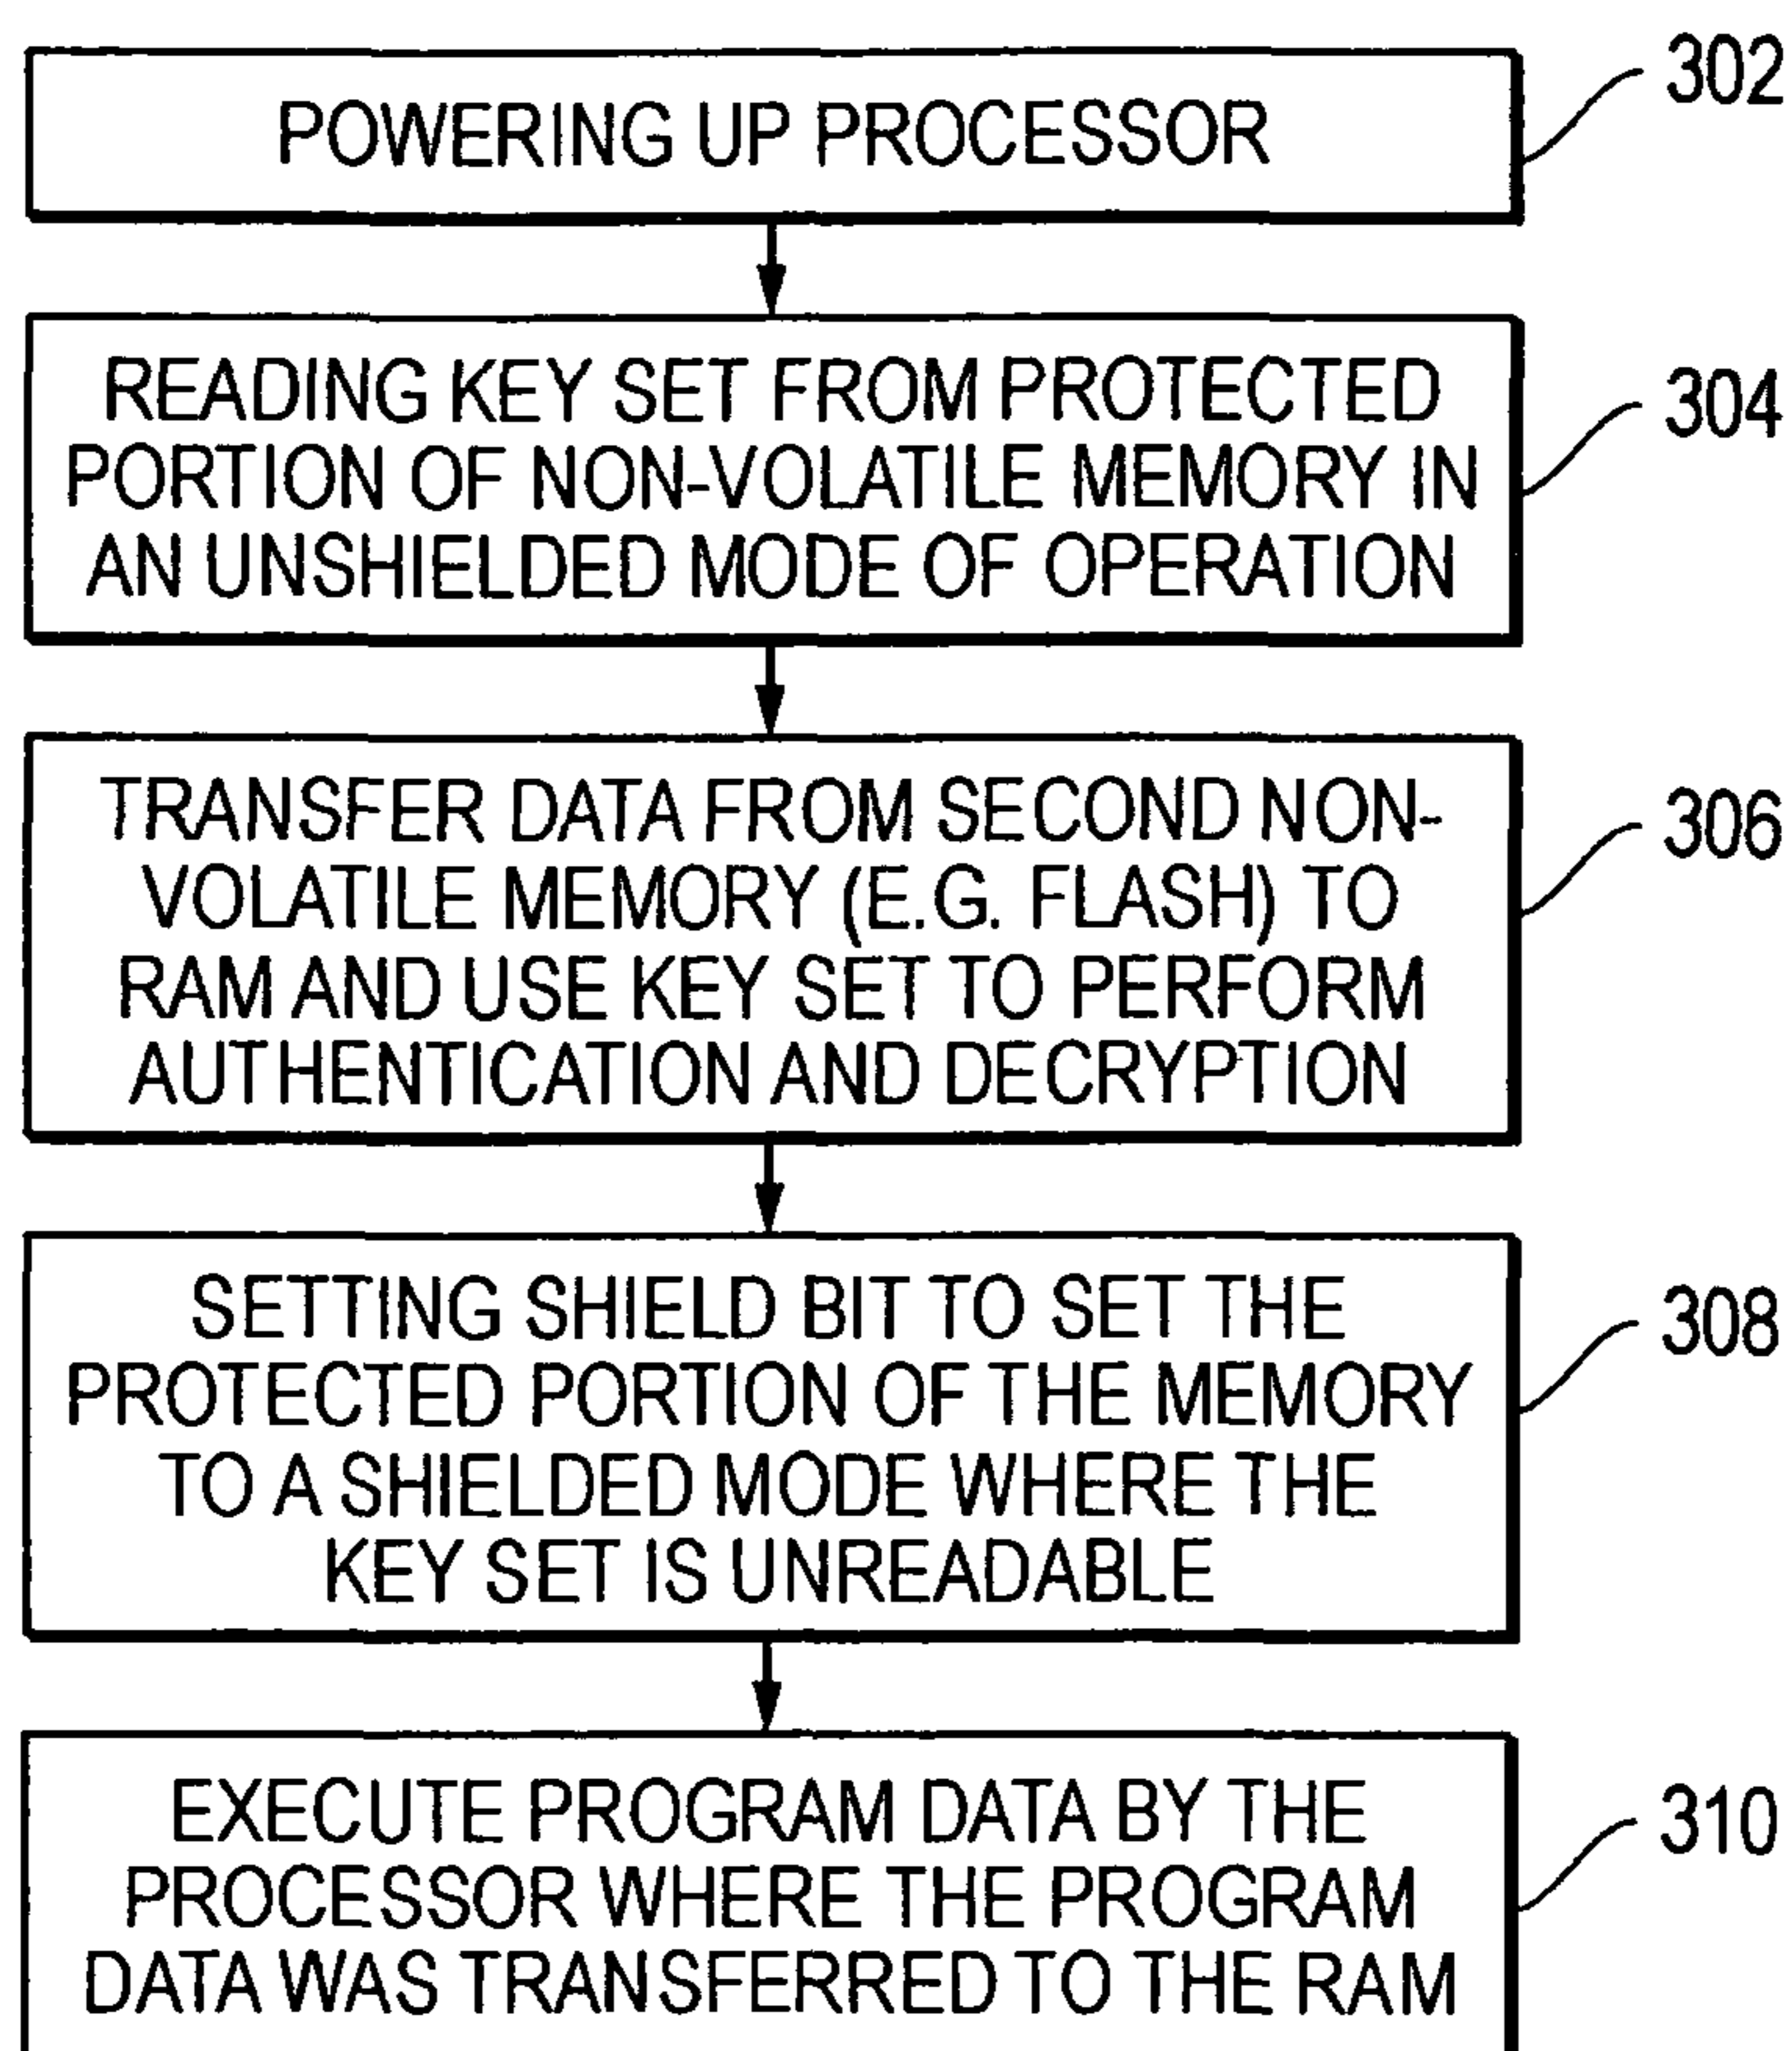 POWERING UP PROCESSOR
302
READING KEY SET FROM PROTECTED
PORTION OF NON-VOLATILE MEMORY IN
AN UNSHIELDED MODE OF OPERATION
304
TRANSFER DATA FROM SECOND NON-
VOLATILE MEMORY (E.G. FLASH) TO
RAM AND USE KEY SET TO PERFORM
AUTHENTICATION AND DECRYPTION
306
SETTING SHIELD BIT TO SET THE
PROTECTED PORTION OF THE MEMORY
TO A SHIELDED MODE WHERE THE
KEY SET IS UNREADABLE
308
EXECUTE PROGRAM DATA BY THE
PROCESSOR WHERE THE PROGRAM
DATA WAS TRANSFERRED TO THE RAM
310